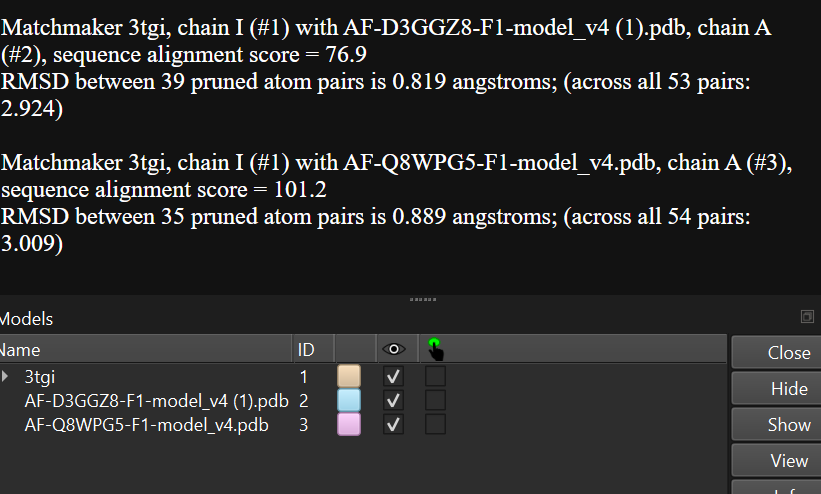 Matchmaker 3tgi, chain I (#1) with AF-D3GGZ8-F1-model_v4 (1).pdb, chain A
(#2), sequence alignment score = 76.9
RMSD between 39 pruned atom pairs is 0.819 angstroms; (across all 53 pairs:
2.924)
Matchmaker 3tgi, chain I (#1) with AF-Q8WPG5-F1-model_v4.pdb, chain A (#3),
sequence alignment score = 101.2
RMSD between 35 pruned atom pairs is 0.889 angstroms; (across all 54 pairs:
3.009)
Models
Name ID
3tgi 1
AF-D3GGZ8-F1-model_v4 (1).pdb 2
AF-Q8WPG5-F1-model_v4.pdb 3
Close
Hide
Show
View